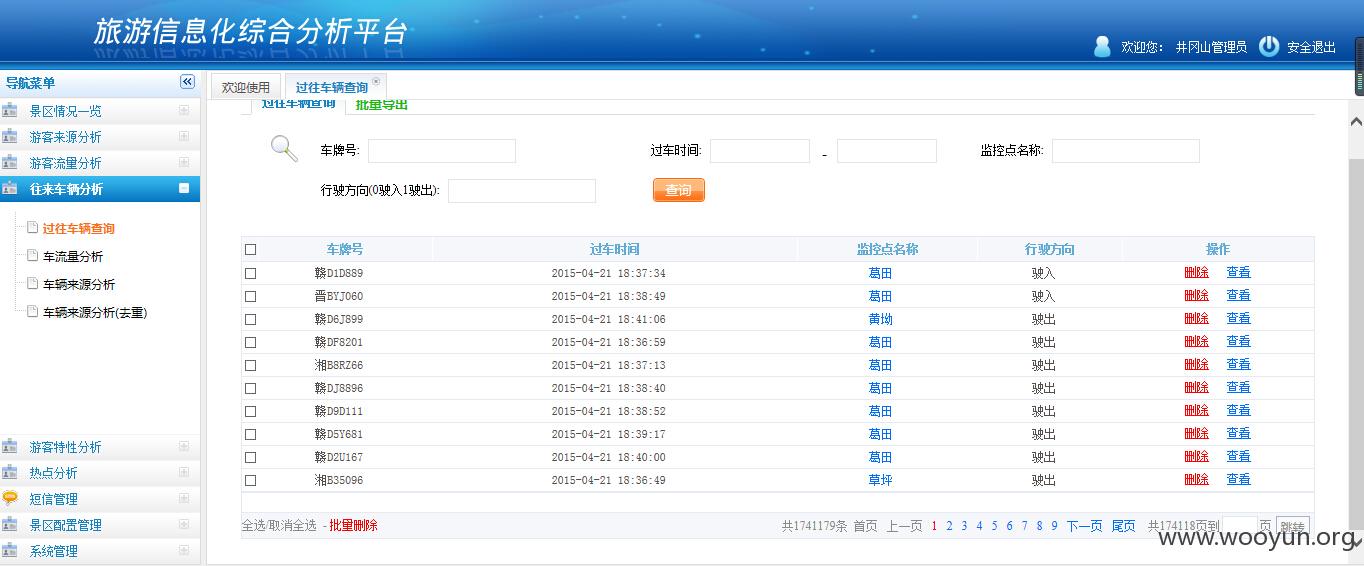 旅游信息化综合分析平台
欢迎您: 井冈山管理员 安全退出
导航菜单
景区情况一览
游客来源分析
游客流量分析
往来车辆分析
过往车辆查询
车流量分析
车辆来源分析
车辆来源分析(去重)
游客特性分析
热点分析
短信管理
景区配置管理
系统管理
欢迎使用 过往车辆查询
过往车辆查询 批量导出
车牌号: 过车时间: - 监控点名称:
行驶方向(0驶入1驶出): 查询
车牌号 过车时间 监控点名称 行驶方向 操作
赣D1D889 2015-04-21 18:37:34 葛田 驶入 删除 查看
晋BYJ060 2015-04-21 18:38:49 葛田 驶入 删除 查看
赣D6J899 2015-04-21 18:41:06 黄坳 驶出 删除 查看
赣DF8201 2015-04-21 18:36:59 葛田 驶出 删除 查看
湘B8RZ66 2015-04-21 18:37:13 葛田 驶出 删除 查看
赣DJ8896 2015-04-21 18:38:40 葛田 驶出 删除 查看
赣D9D111 2015-04-21 18:38:52 葛田 驶出 删除 查看
赣D5Y681 2015-04-21 18:39:17 葛田 驶出 删除 查看
赣D2U167 2015-04-21 18:40:00 葛田 驶出 删除 查看
湘B35096 2015-04-21 18:36:49 草坪 驶出 删除 查看
全选/取消全选 -批量删除 共1741179条 首页 上一页 1 2 3 4 5 6 7 8 9 下一页 尾页 共174118页到 页 跳转
www.wooyun.org